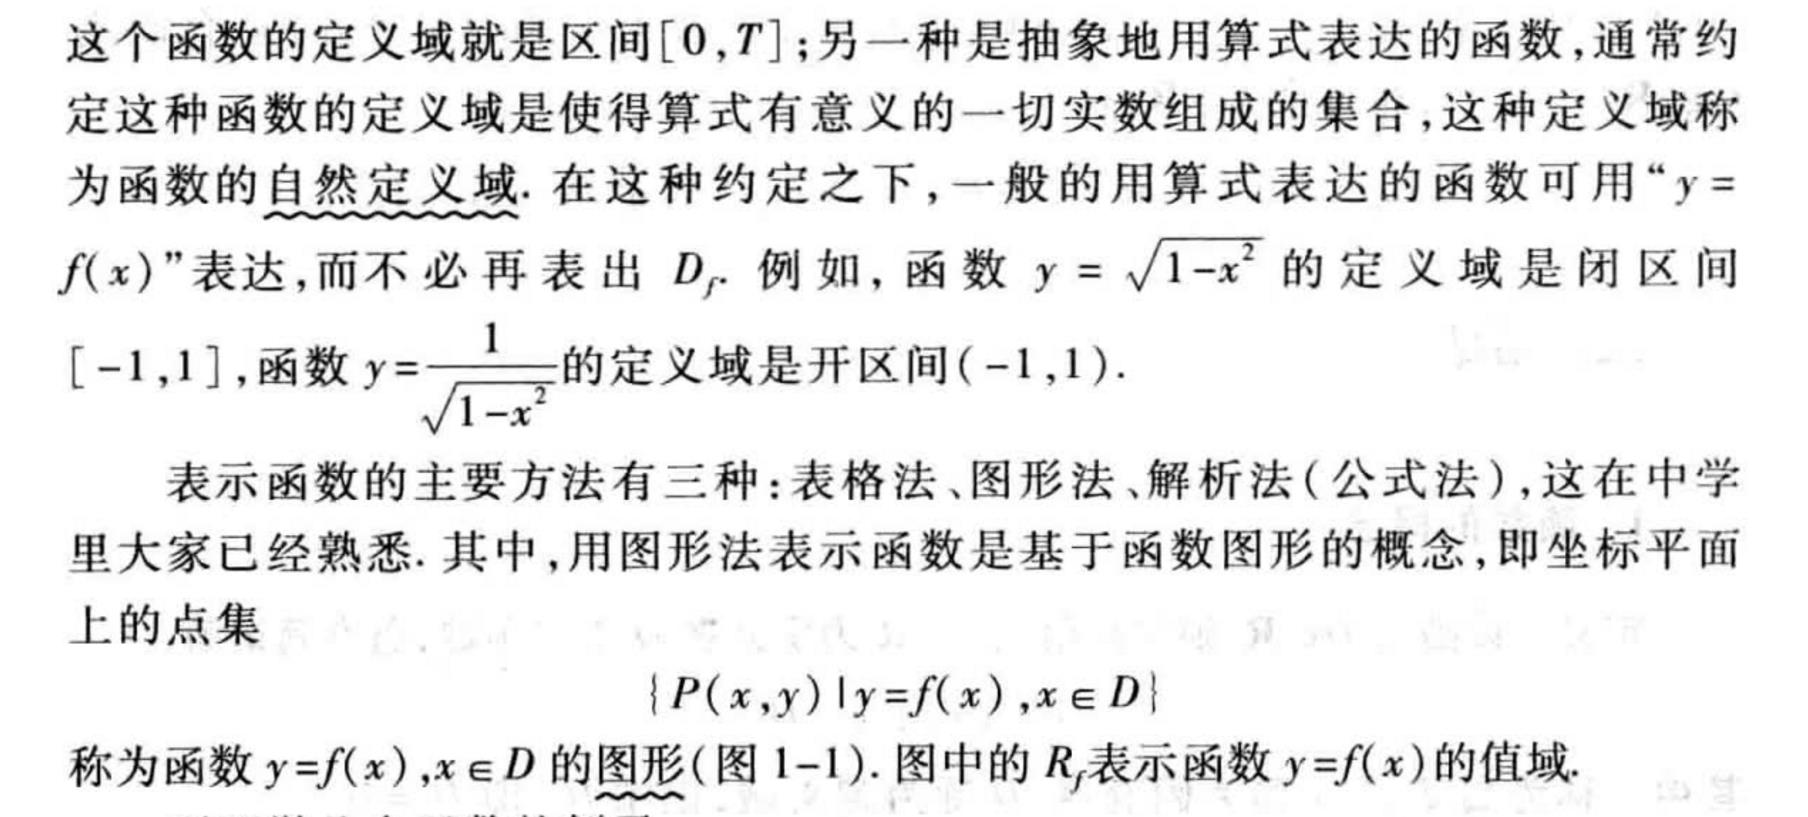 这个函数的定义域就是区间[0,T];另一种是抽象地用算式表达的函数,通常约
定这种函数的定义域是使得算式有意义的一切实数组成的集合,这种定义域称
为函数的自然定义域. 在这种约定之下,一般的用算式表达的函数可用“y =
f(x)”表达,而不必再表出 D_f. 例如,函数 y = √(1-x²) 的定义域是闭区间
[-1,1],函数 y=1/√(1-x²)的定义域是开区间(-1,1).
表示函数的主要方法有三种:表格法、图形法、解析法(公式法),这在中学
里大家已经熟悉. 其中,用图形法表示函数是基于函数图形的概念,即坐标平面
上的点集
{P(x,y)|y=f(x),x∈D}
称为函数 y=f(x),x∈D 的图形(图 1-1). 图中的 R_f表示函数 y=f(x)的值域.